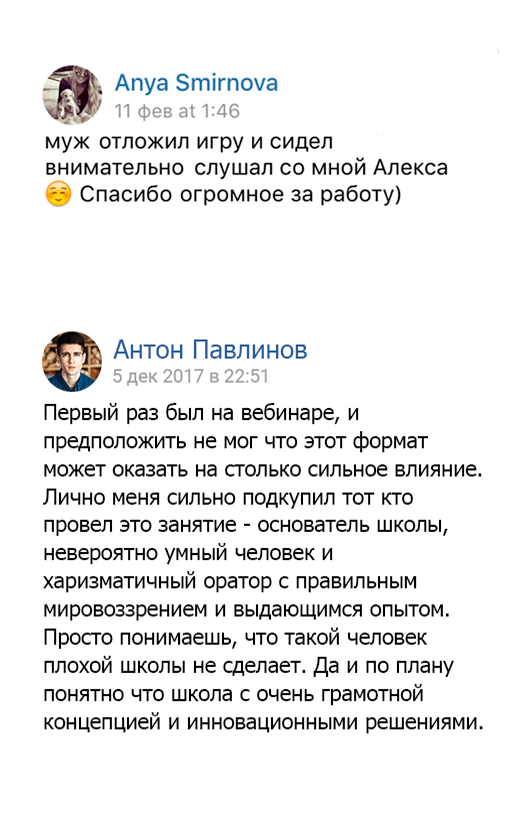 Anya Smirnova
11 фев at 1:46
муж отложил игру и сидел
внимательно слушал со мной Алекса
☺️ Спасибо огромное за работу)
Антон Павлинов
5 дек 2017 в 22:51
Первый раз был на вебинаре, и
предположить не мог что этот формат
может оказать на столько сильное влияние.
Лично меня сильно подкупил тот кто
провел это занятие - основатель школы,
невероятно умный человек и
харизматичный оратор с правильным
мировоззрением и выдающимся опытом.
Просто понимаешь, что такой человек
плохой школы не сделает. Да и по плану
понятно что школа с очень грамотной
концепцией и инновационными решениями.